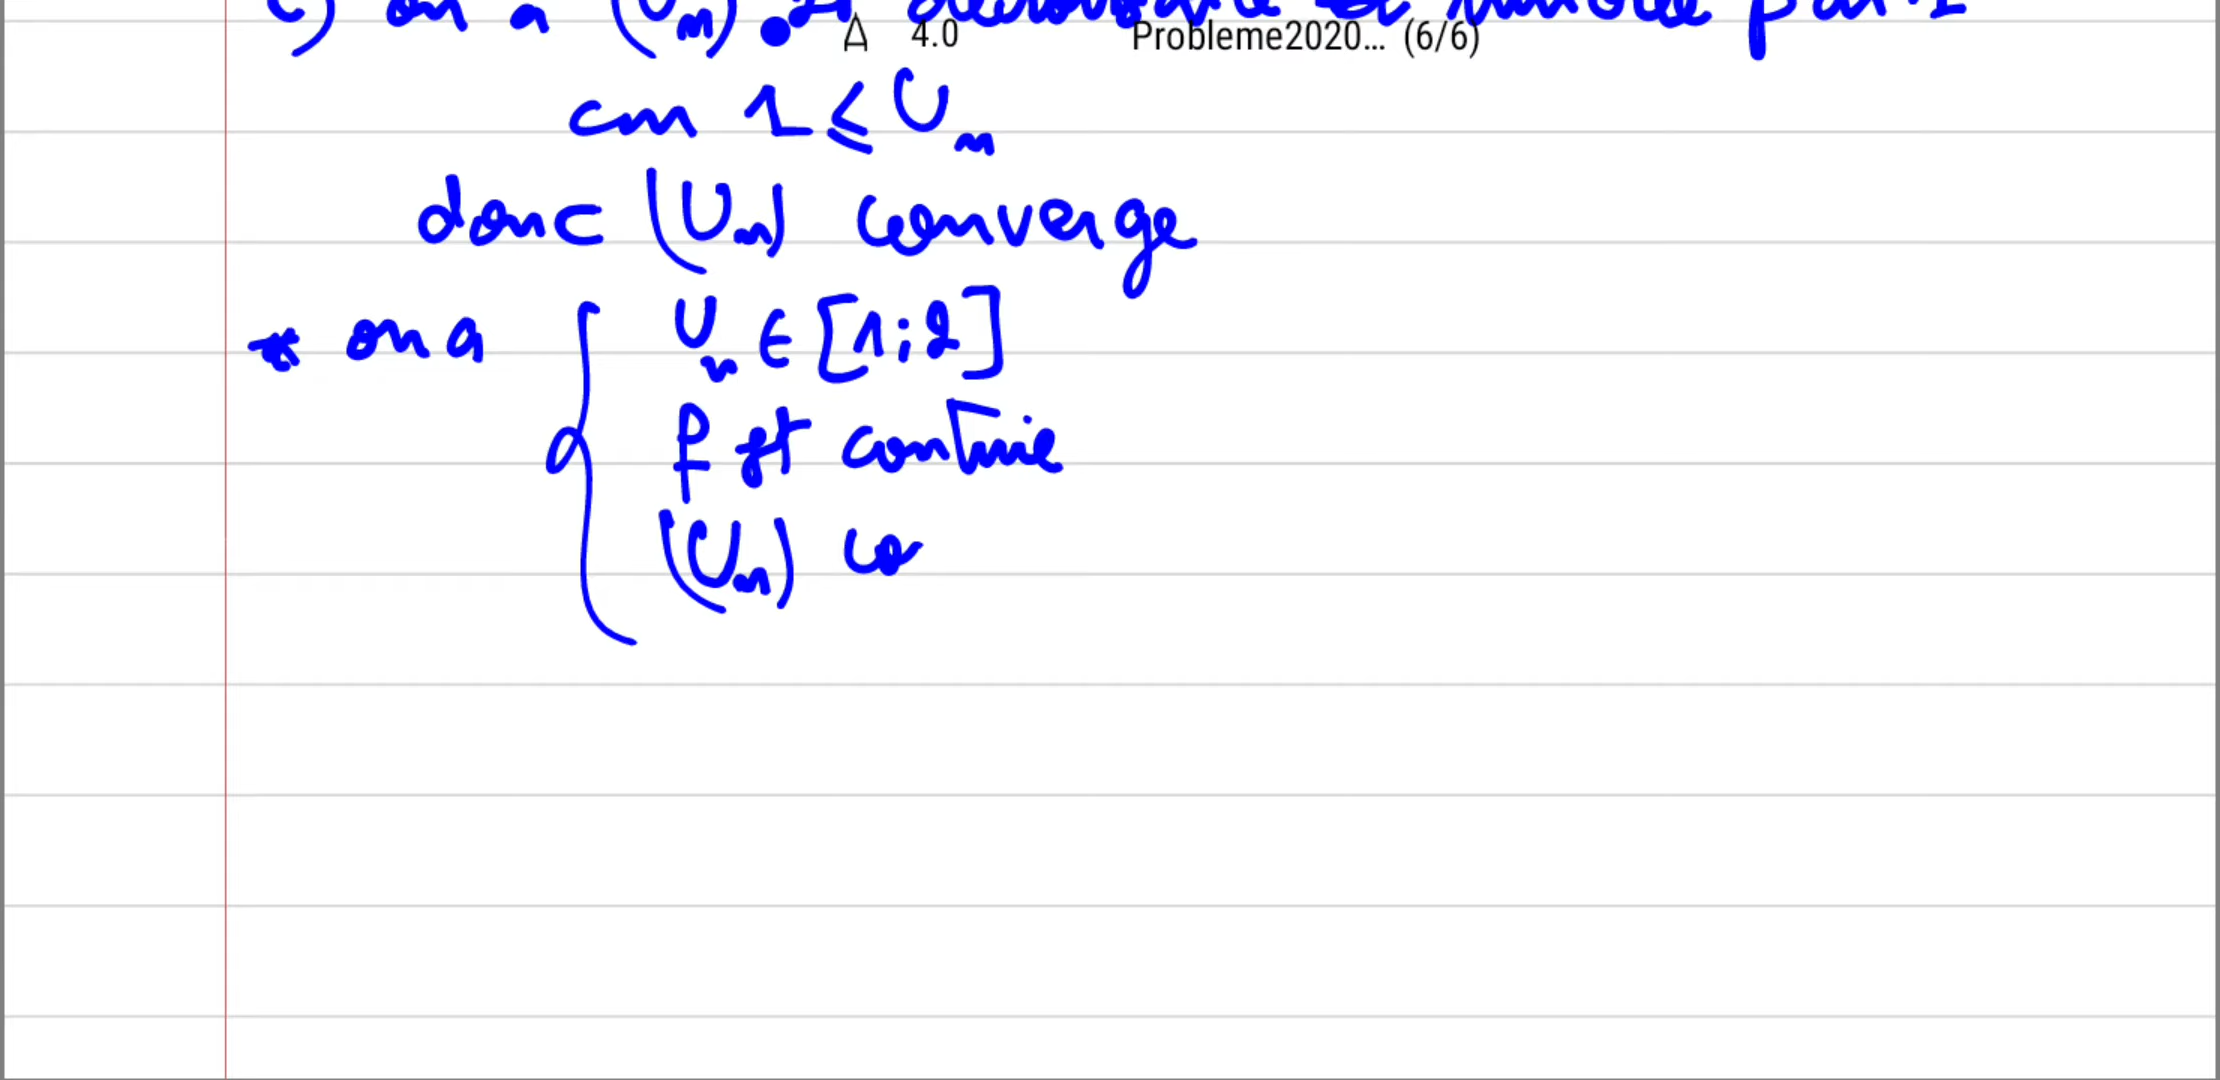 c) on a (Un) est décroissante et minorée par 1
Δ 4.0 Probleme2020... (6/6)
car 1 ≤ Un
donc (Un) converge
* on a { Un ∈ [1;2]
f est continue
(Un) co